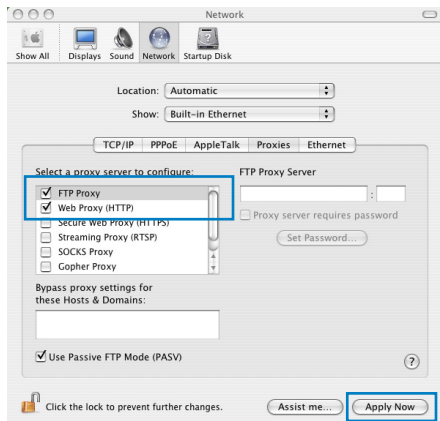 Network
Show All Displays Sound Network Startup Disk
Location: Automatic
Show: Built-in Ethernet
TCP/IP PPPoE AppleTalk Proxies Ethernet
Select a proxy server to configure:
FTP Proxy
Web Proxy (HTTP)
Secure Web Proxy (HTTPS)
Streaming Proxy (RTSP)
SOCKS Proxy
Gopher Proxy
FTP Proxy Server
:
Proxy server requires password
Set Password...
Bypass proxy settings for
these Hosts & Domains:
Use Passive FTP Mode (PASV)
?
Click the lock to prevent further changes.
Assist me... Apply Now